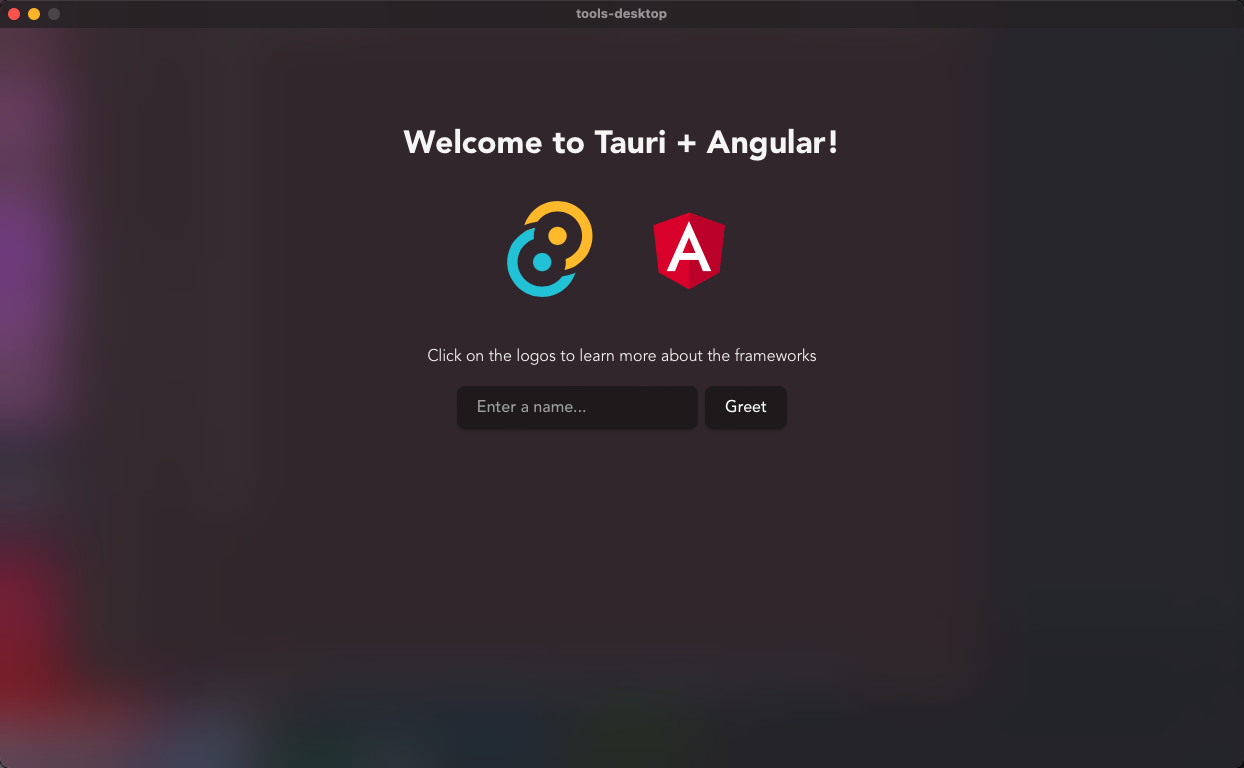 tools-desktop
Welcome to Tauri + Angular!
A
Click on the logos to learn more about the frameworks
Enter a name...
Greet